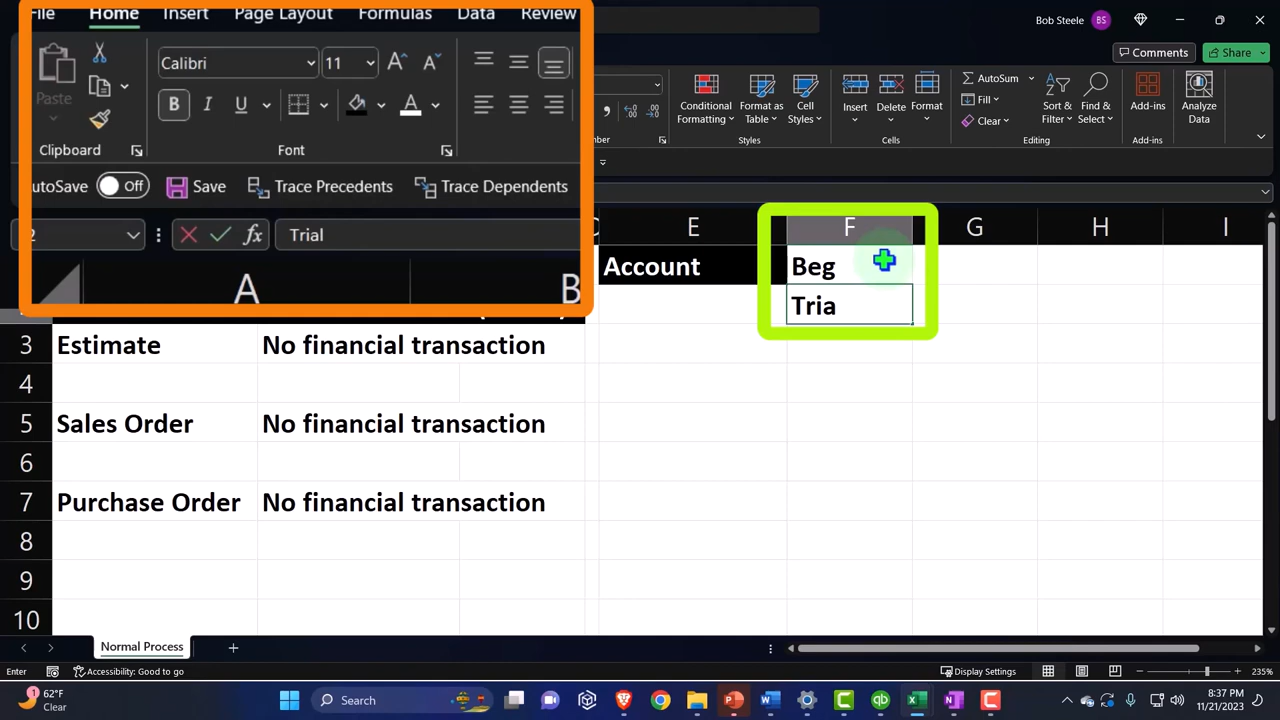 File Home Insert Page Layout Formulas Data Review
Bob Steele BS
Comments Share
Paste
Calibri 11
B I U A
Clipboard Font
Conditional Formatting Format as Table Cell Styles
Styles
Insert Delete Format
Cells
AutoSum
Fill
Clear
Sort & Filter Find & Select
Editing
Add-ins
Add-ins
Analyze Data
AutoSave Off Save Trace Precedents Trace Dependents
2 fx Trial
A B E F G H I
Account Beg
Tria
3 Estimate No financial transaction
4
5 Sales Order No financial transaction
6
7 Purchase Order No financial transaction
8
9
10
Normal Process
Enter Accessibility: Good to go Display Settings 235%
1 62°F
Clear
Search
8:37 PM
11/21/2023